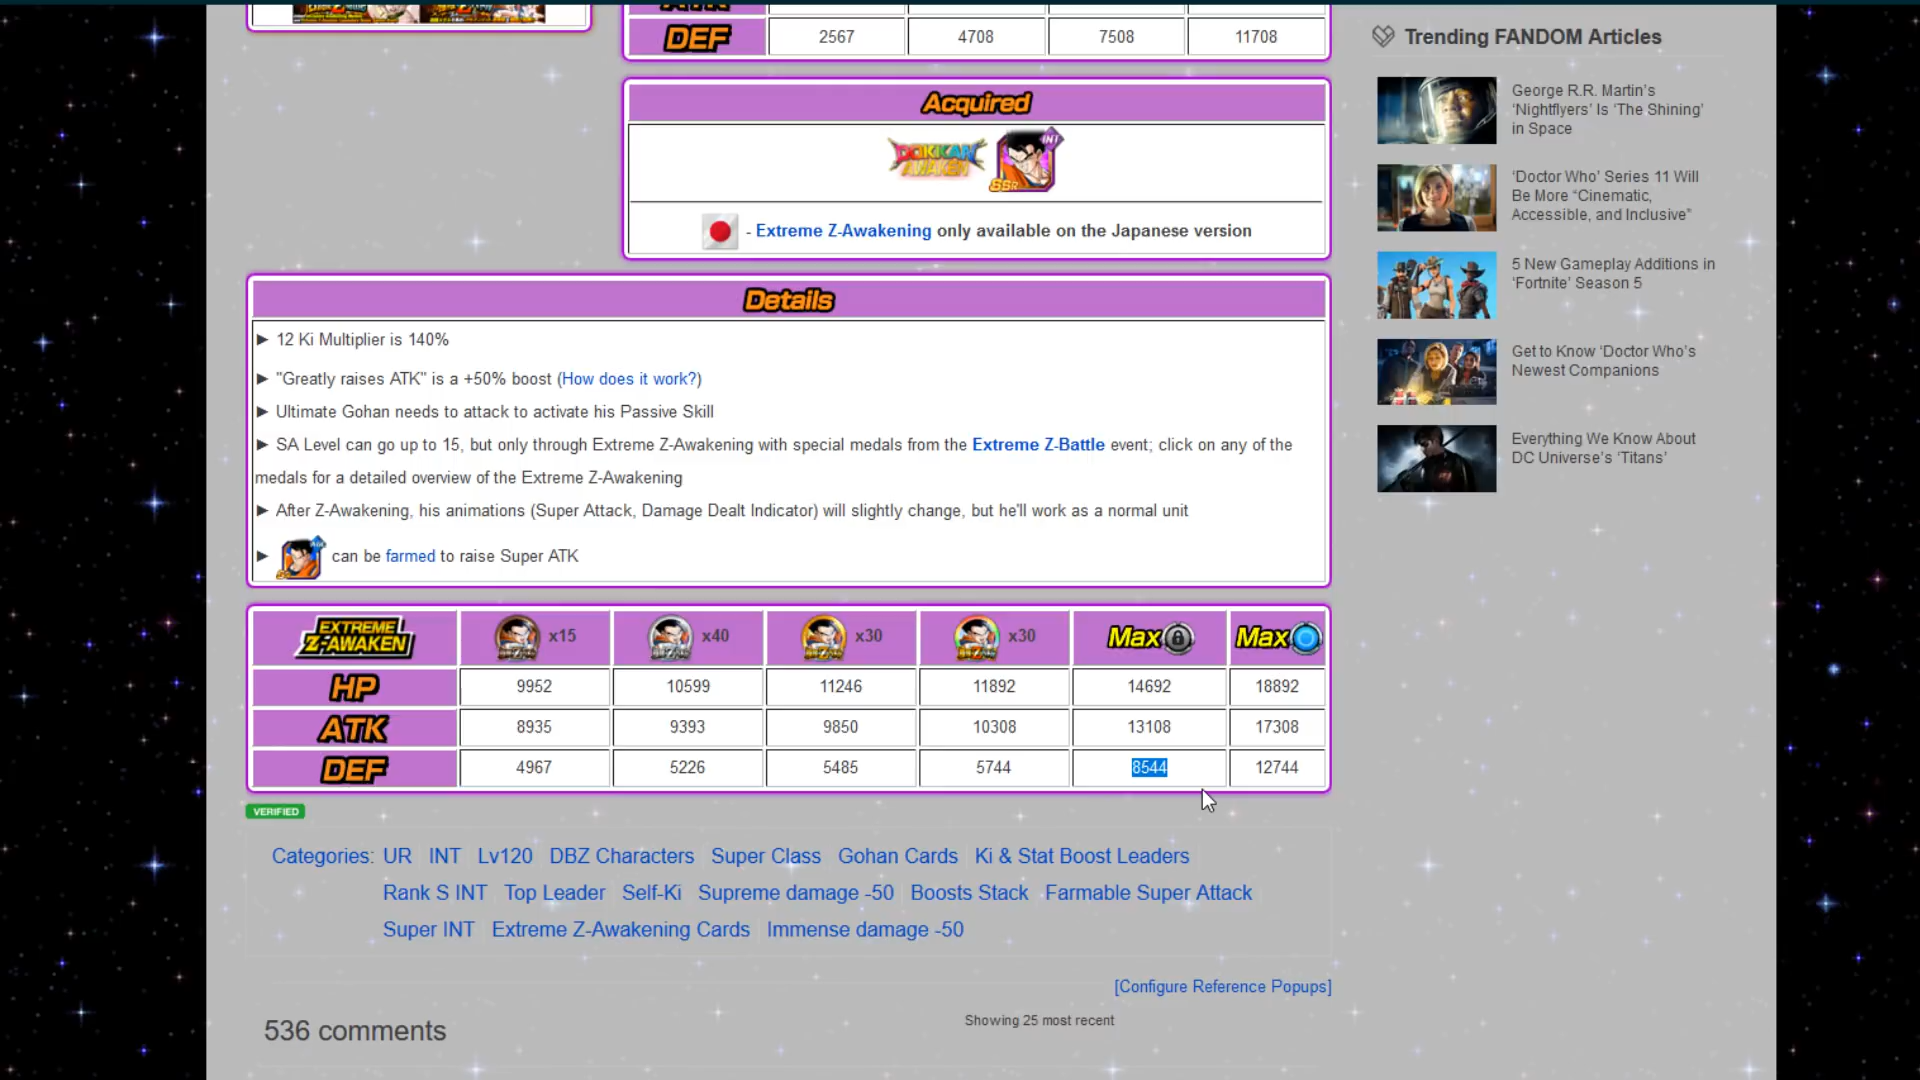 ATK
DEF 2567 4708 7508 11708
Acquired
DOKKAN AWAKEN INT SSR
- Extreme Z-Awakening only available on the Japanese version
Details
► 12 Ki Multiplier is 140%
► "Greatly raises ATK" is a +50% boost (How does it work?)
► Ultimate Gohan needs to attack to activate his Passive Skill
► SA Level can go up to 15, but only through Extreme Z-Awakening with special medals from the Extreme Z-Battle event; click on any of the
medals for a detailed overview of the Extreme Z-Awakening
► After Z-Awakening, his animations (Super Attack, Damage Dealt Indicator) will slightly change, but he'll work as a normal unit
► can be farmed to raise Super ATK
EXTREME
Z-AWAKEN x15 x40 x30 x30 Max Max
HP 9952 10599 11246 11892 14692 18892
ATK 8935 9393 9850 10308 13108 17308
DEF 4967 5226 5485 5744 8544 12744
VERIFIED
Categories: UR INT Lv120 DBZ Characters Super Class Gohan Cards Ki & Stat Boost Leaders
Rank S INT Top Leader Self-Ki Supreme damage -50 Boosts Stack Farmable Super Attack
Super INT Extreme Z-Awakening Cards Immense damage -50
[Configure Reference Popups]
536 comments
Showing 25 most recent
Trending FANDOM Articles
George R.R. Martin's
'Nightflyers' Is 'The Shining'
in Space
'Doctor Who' Series 11 Will
Be More "Cinematic,
Accessible, and Inclusive"
5 New Gameplay Additions in
'Fortnite' Season 5
Get to Know 'Doctor Who's
Newest Companions
Everything We Know About
DC Universe's 'Titans'